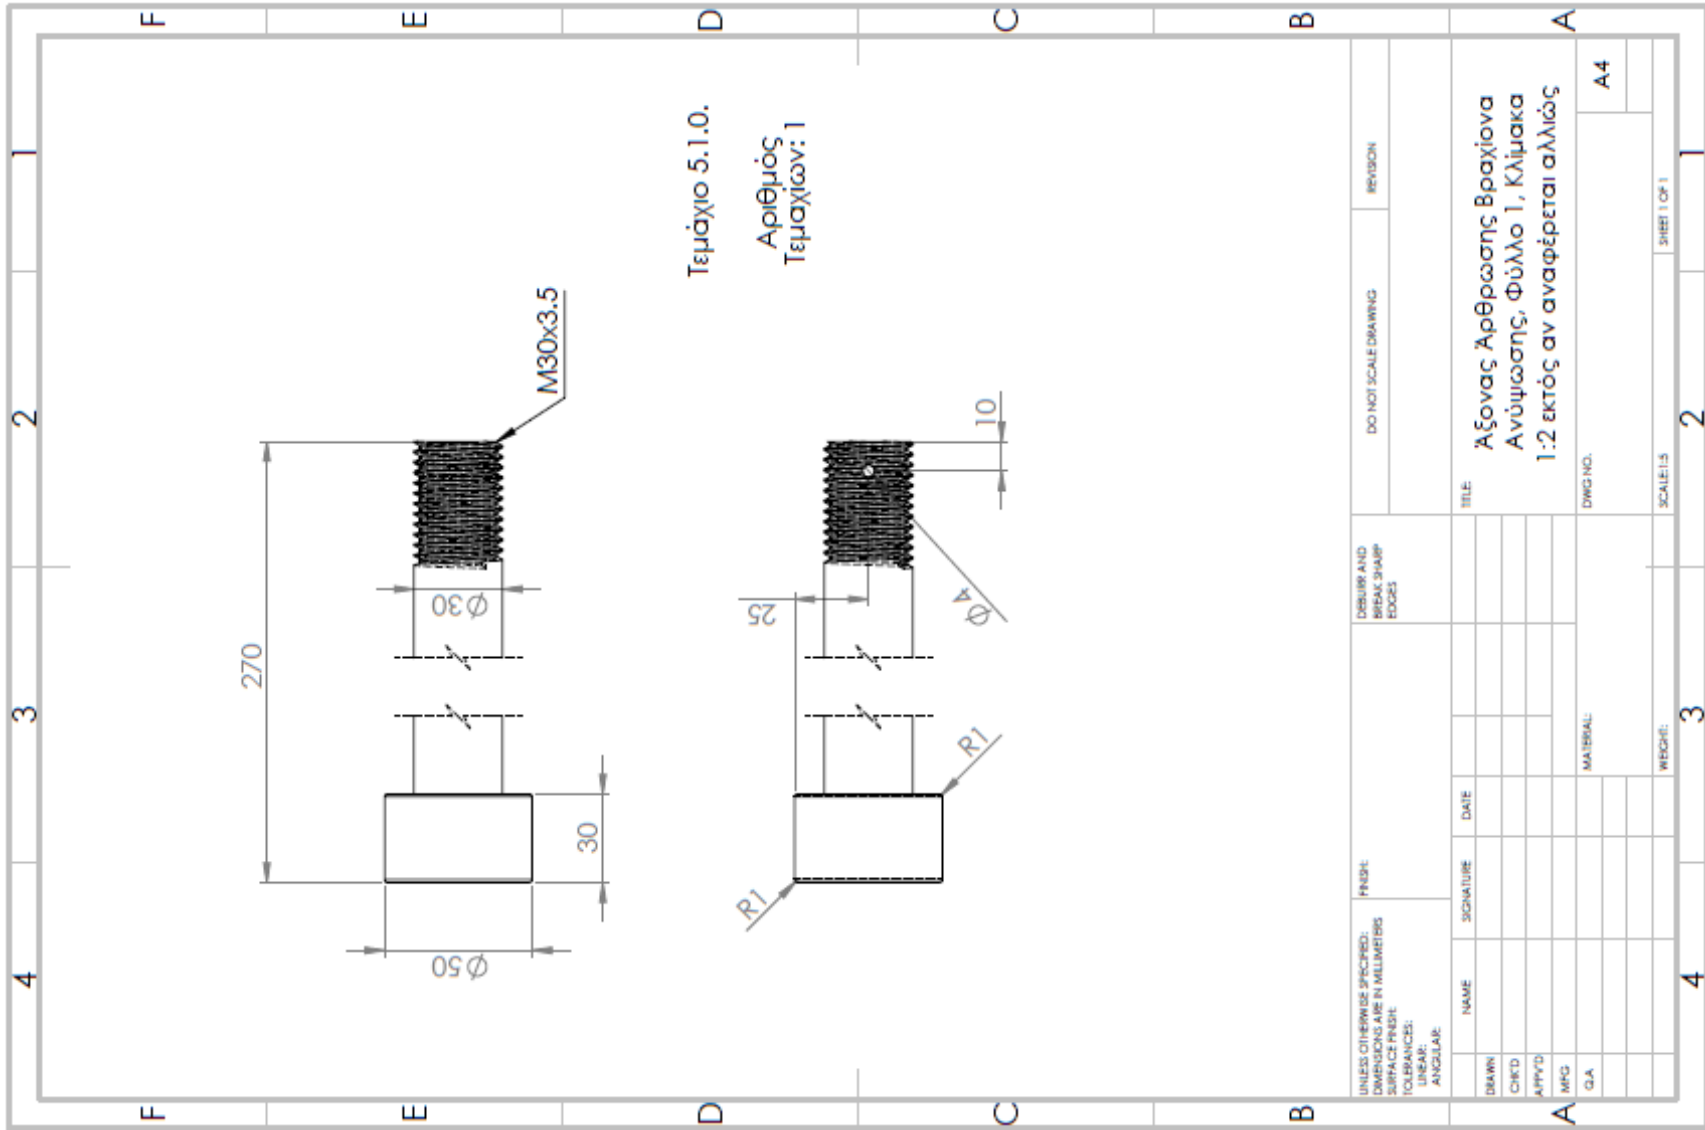 F
E
D
C
B
A
1
2
3
4
270
Ø30
M30x3.5
30
Ø50
Τεμάχιο 5.1.0.
Αριθμός
Τεμαχίων: 1
10
25
Ø4
R1
R1
UNLESS OTHERWISE SPECIFIED:
DIMENSIONS ARE IN MILLIMETERS
SURFACE FINISH:
TOLERANCES:
LINEAR:
ANGULAR:
FINISH:
DEBURR AND
BREAK SHARP
EDGES
DO NOT SCALE DRAWING
REVISION
NAME
SIGNATURE
DATE
DRAWN
CHK'D
APPV'D
MFG
Q.A
TITLE:
Άξονας Άρθρωσης Βραχίονα
Ανύψωσης, Φύλλο 1, Κλίμακα
1:2 εκτός αν αναφέρεται αλλιώς
MATERIAL:
DWG NO.
A4
WEIGHT:
SCALE:1:5
SHEET 1 OF 1
F
E
D
C
B
A
1
2
3
4